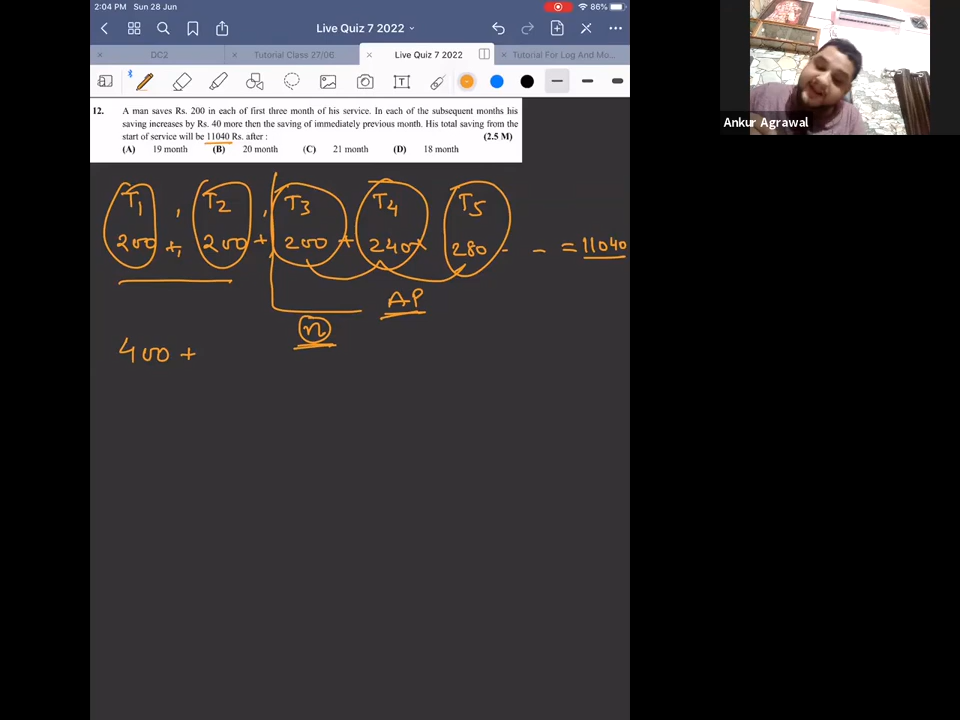 2:04 PM Sun 28 Jun
86%
Live Quiz 7 2022
DC2
Tutorial Class 27/06
Live Quiz 7 2022
Tutorial For Log And Mo...
12. A man saves Rs. 200 in each of first three month of his service. In each of the subsequent months his
saving increases by Rs. 40 more then the saving of immediately previous month. His total saving from the
start of service will be 11040 Rs. after : (2.5 M)
(A) 19 month (B) 20 month (C) 21 month (D) 18 month
T1 , T2 , T3 T4 T5
200 + 200 + 200 + 240 280 - - = 11040
AP
n
400 +
Ankur Agrawal